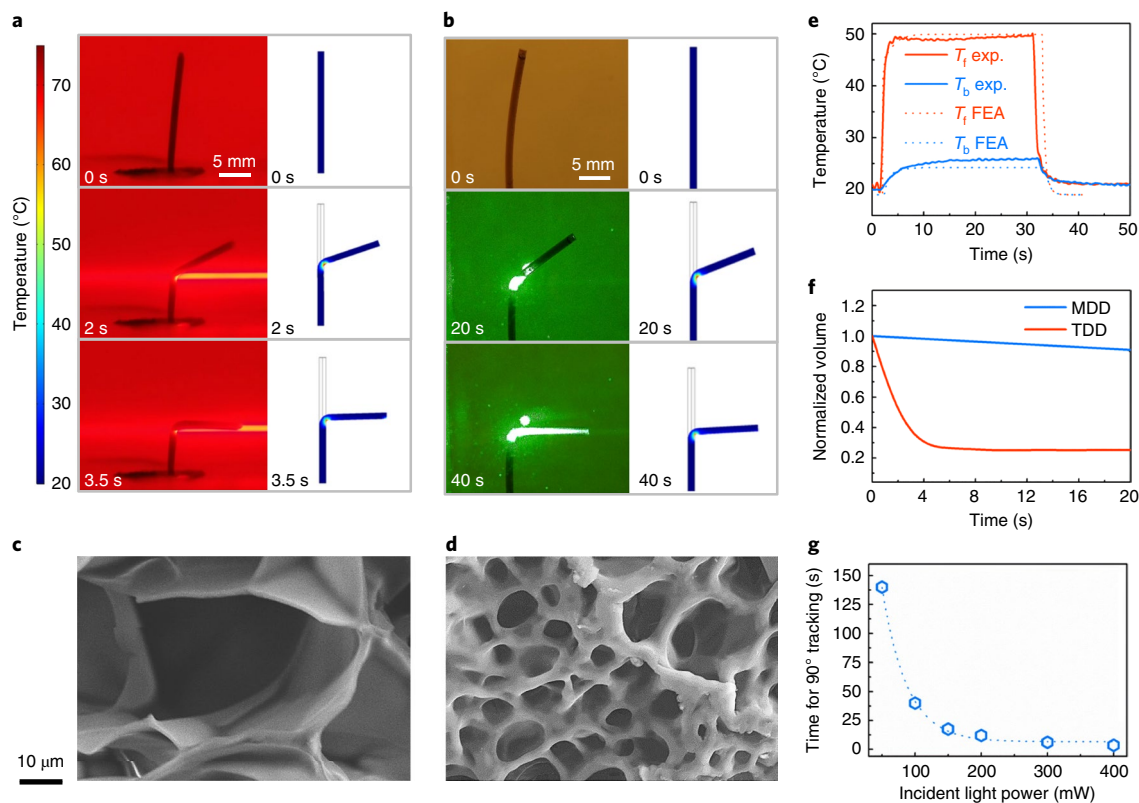 a
Temperature (°C)
70
60
50
40
30
20
5 mm
0 s
0 s
2 s
2 s
3.5 s
3.5 s
b
5 mm
0 s
0 s
20 s
20 s
40 s
40 s
c
10 μm
d
e
Temperature (°C)
50
40
30
20
Tf exp.
Tb exp.
Tf FEA
Tb FEA
0 10 20 30 40 50
Time (s)
f
Normalized volume
1.2
1.0
0.8
0.6
0.4
0.2
MDD
TDD
0 4 8 12 16 20
Time (s)
g
Time for 90° tracking (s)
150
125
100
75
50
25
0
100 200 300 400
Incident light power (mW)